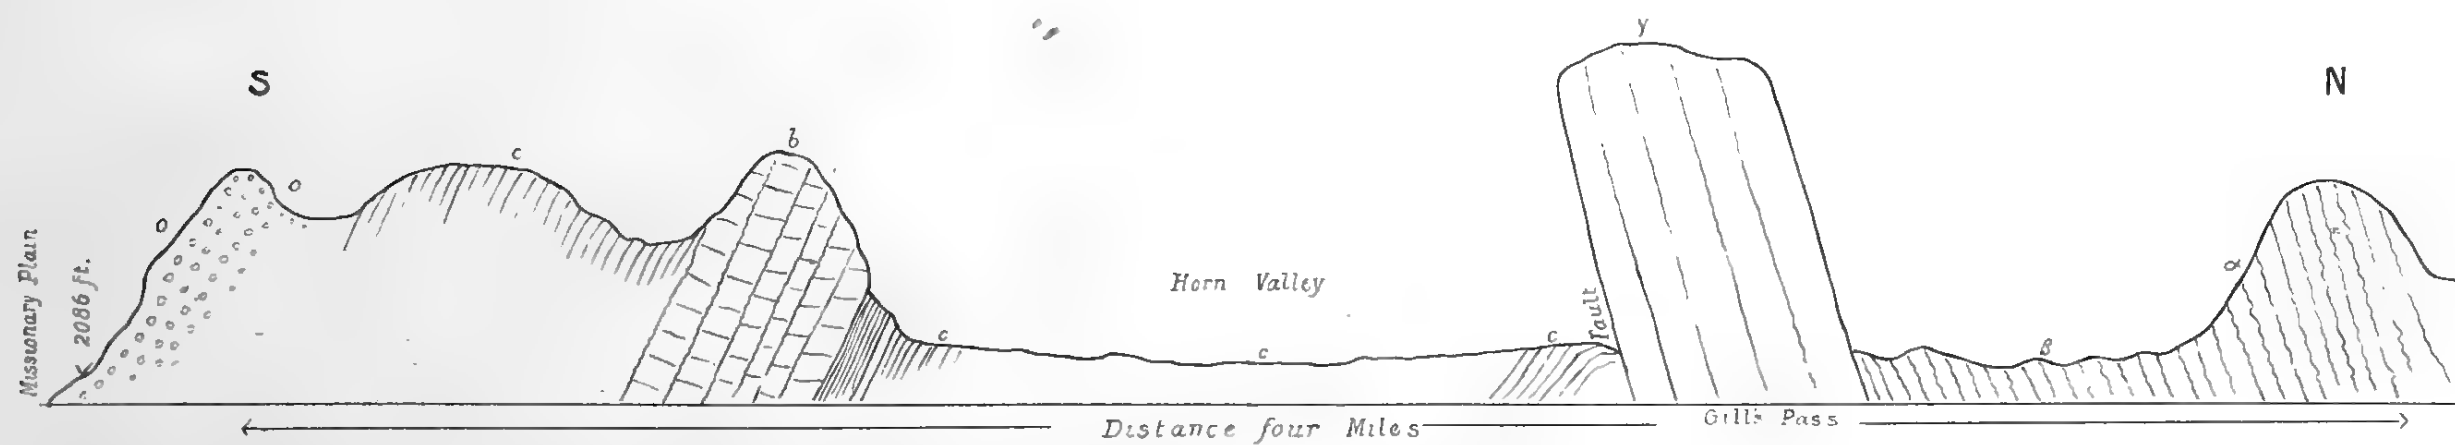 S
N
y
b
c
o
o
Missionary Plain
2086 ft.
Horn Valley
fault
c
c
c
α
β
Distance four Miles
Gill's Pass